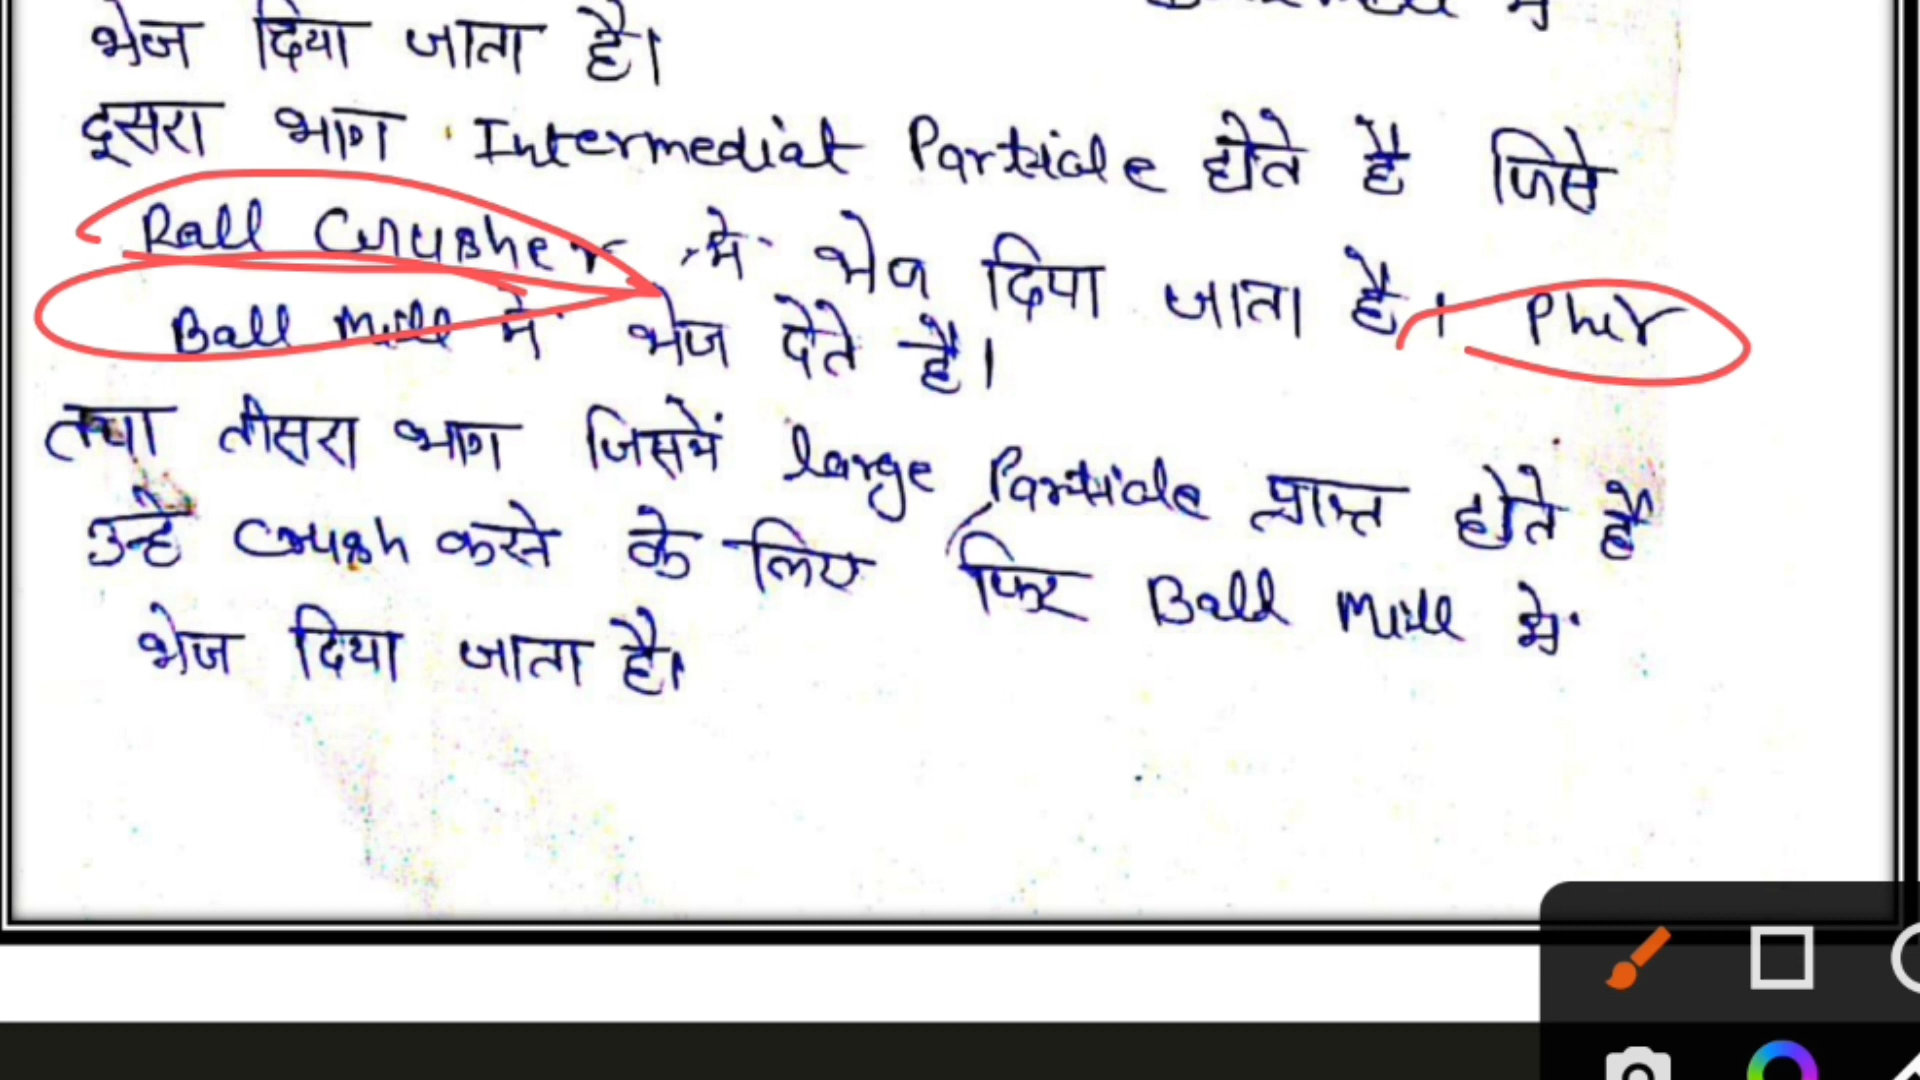 में
भेज दिया जाता है।
दूसरा भाग Intermediat Particle होते है जिसे
Roll Crusher में भेज दिया जाता है। Phir
Ball Mill में भेज देते है।
तथा तीसरा भाग जिसमें large Particle प्राप्त होते है
उन्हे Crush करने के लिए फिर Ball Mill में
भेज दिया जाता है।